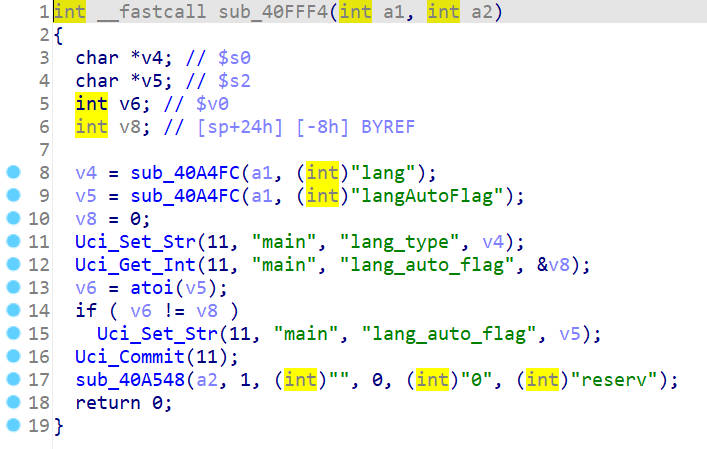 1 int __fastcall sub_40FFF4(int a1, int a2)
2 {
3 char *v4; // $s0
4 char *v5; // $s2
5 int v6; // $v0
6 int v8; // [sp+24h] [-8h] BYREF
7
8 v4 = sub_40A4FC(a1, (int)"lang");
9 v5 = sub_40A4FC(a1, (int)"langAutoFlag");
10 v8 = 0;
11 Uci_Set_Str(11, "main", "lang_type", v4);
12 Uci_Get_Int(11, "main", "lang_auto_flag", &v8);
13 v6 = atoi(v5);
14 if ( v6 != v8 )
15 Uci_Set_Str(11, "main", "lang_auto_flag", v5);
16 Uci_Commit(11);
17 sub_40A548(a2, 1, (int)"", 0, (int)"0", (int)"reserv");
18 return 0;
19 }